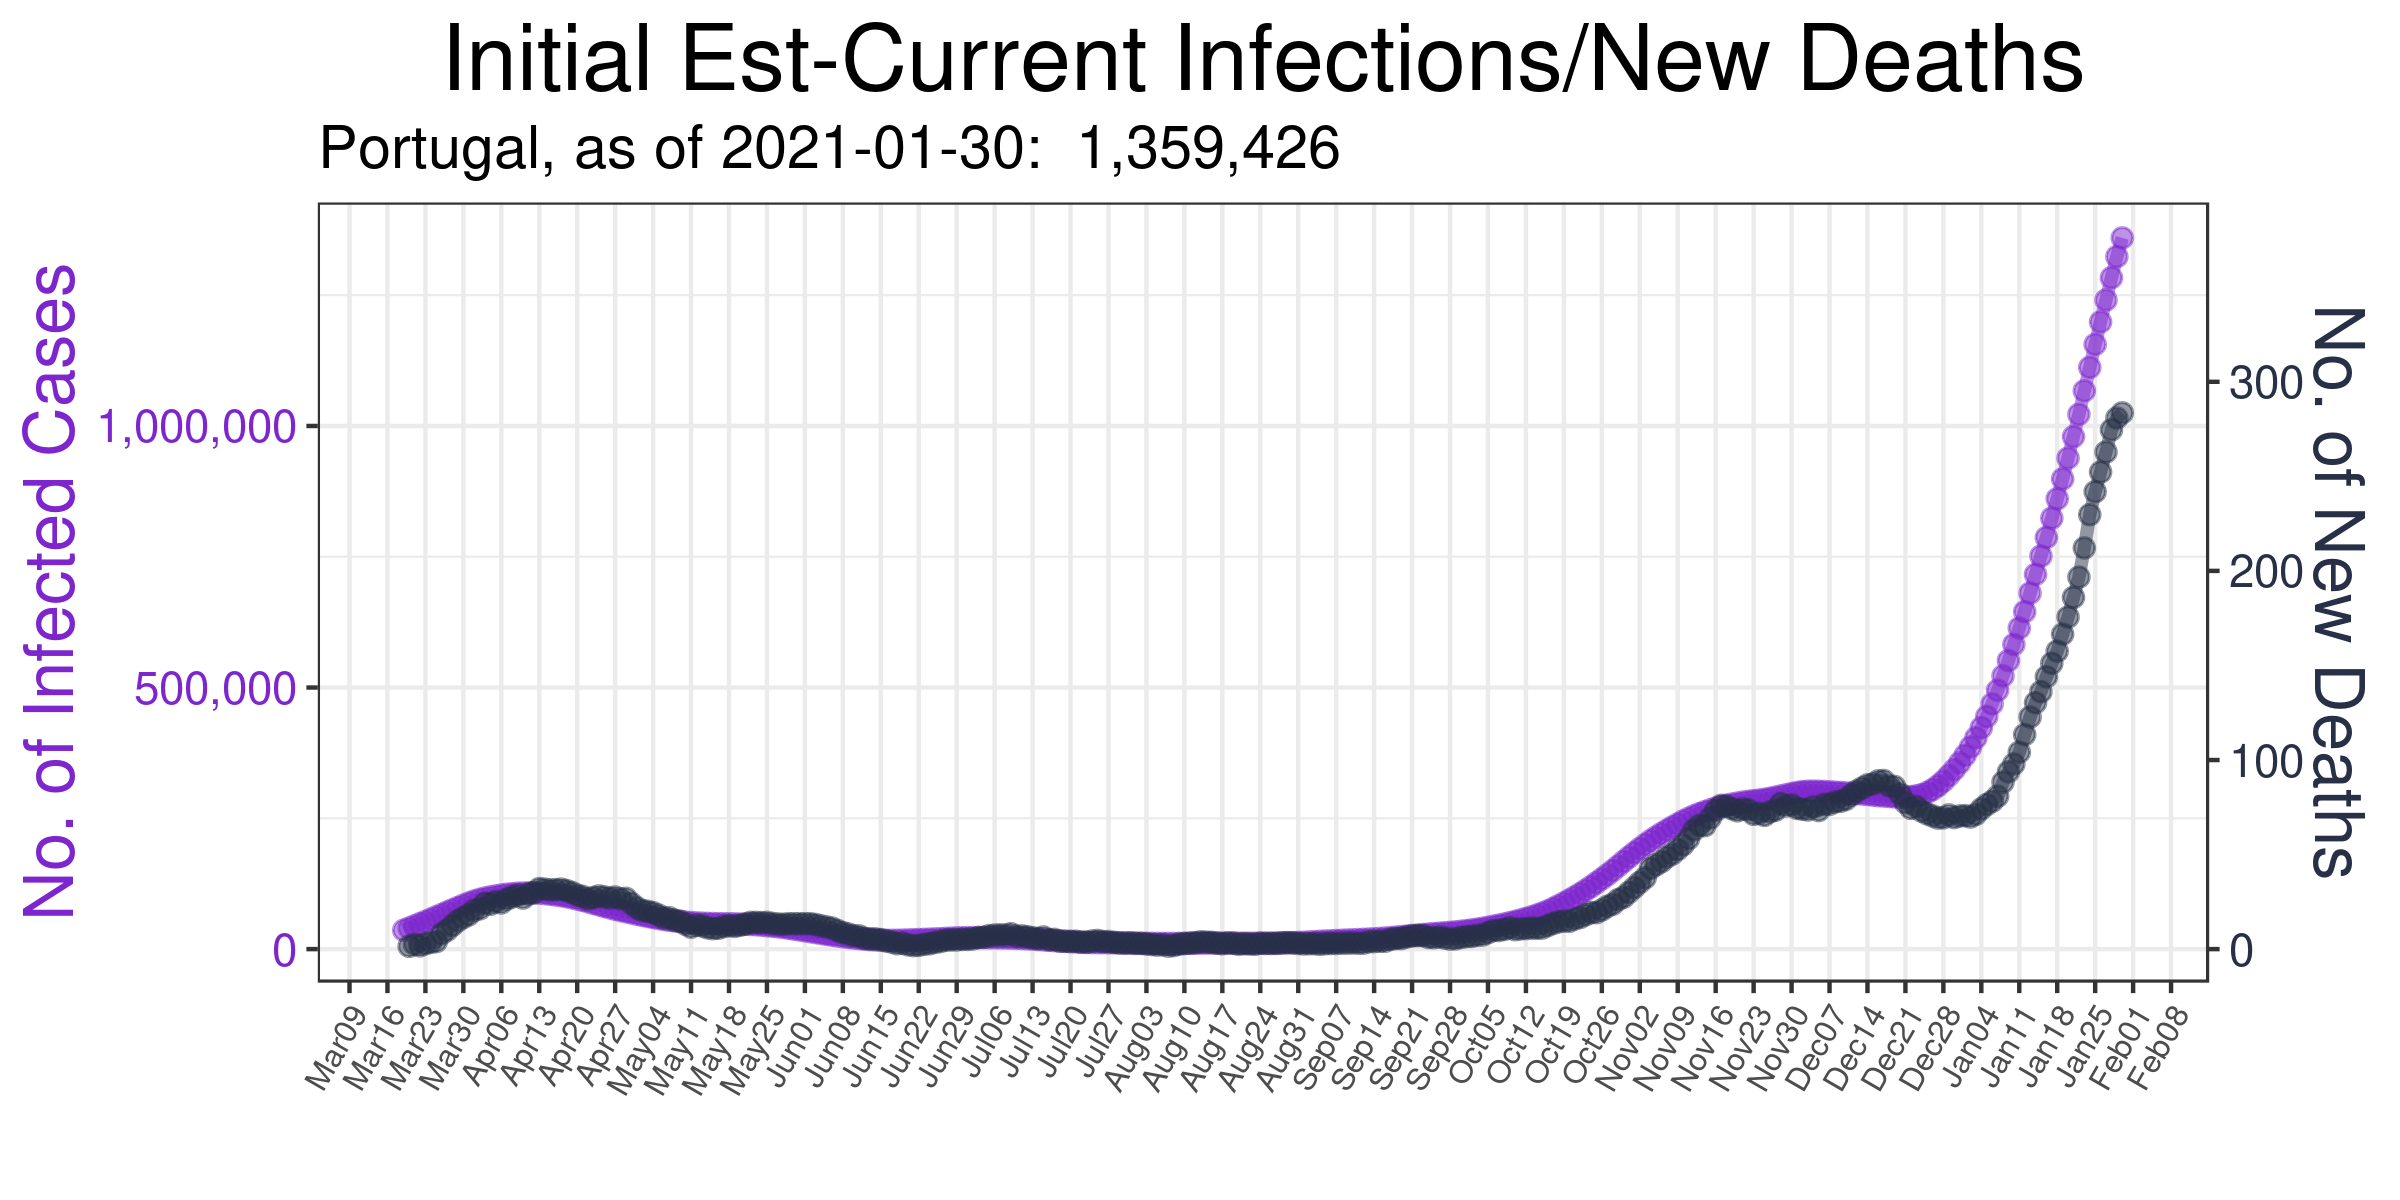 Initial Est-Current Infections/New Deaths
Portugal, as of 2021-01-30:  1,359,426
No. of Infected Cases
1,000,000
500,000
0
No. of New Deaths
300
200
100
0
Mar09
Mar16
Mar23
Mar30
Apr06
Apr13
Apr20
Apr27
May04
May11
May18
May25
Jun01
Jun08
Jun15
Jun22
Jun29
Jul06
Jul13
Jul20
Jul27
Aug03
Aug10
Aug17
Aug24
Aug31
Sep07
Sep14
Sep21
Sep28
Oct05
Oct12
Oct19
Oct26
Nov02
Nov09
Nov16
Nov23
Nov30
Dec07
Dec14
Dec21
Dec28
Jan04
Jan11
Jan18
Jan25
Feb01
Feb08